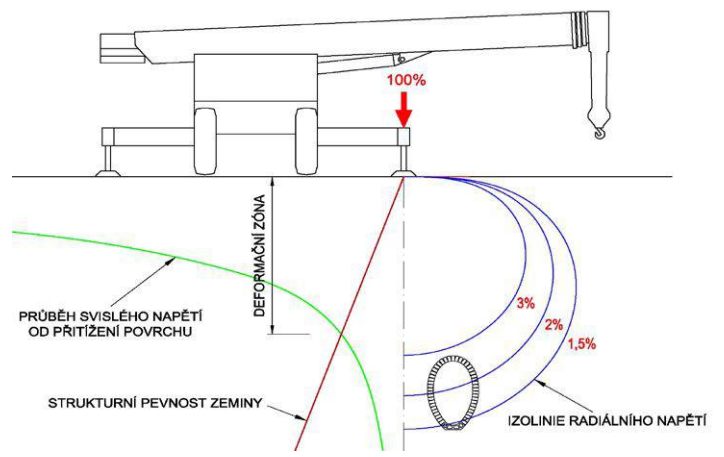 100%
DEFORMAČNÍ ZÓNA
PRŮBĚH SVISLÉHO NAPĚTÍ
OD PŘITÍŽENÍ POVRCHU
3%
2%
1,5%
STRUKTURNÍ PEVNOST ZEMINY
IZOLINIE RADIÁLNÍHO NAPĚTÍ